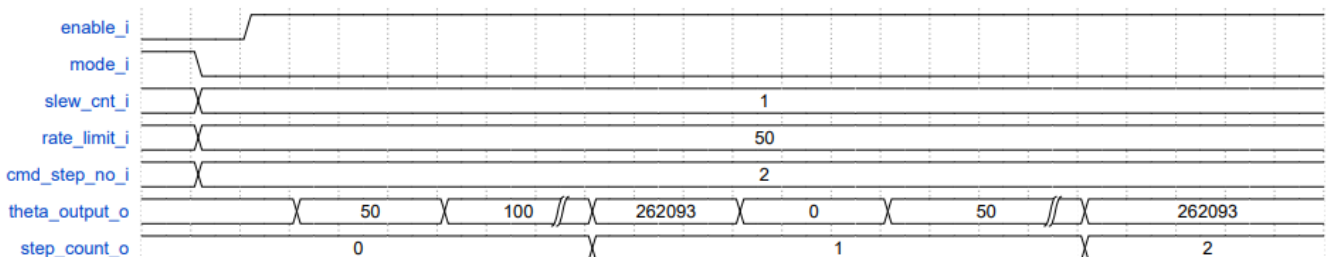 enable_i
mode_i
slew_cnt_i 1
rate_limit_i 50
cmd_step_no_i 2
theta_output_o 50 100 262093 0 50 262093
step_count_o 0 1 2